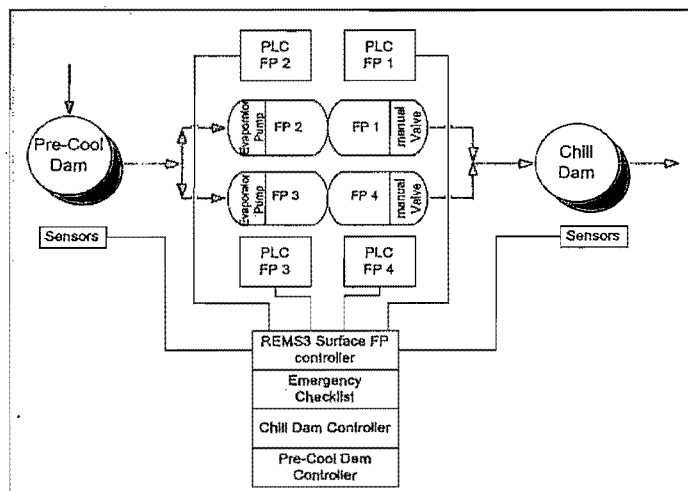 PLC
FP 2
PLC
FP 1
Pre-Cool
Dam
Evaporator
Pump
FP 2
FP 1
manual
Valve
Chill
Dam
Evaporator
Pump
FP 3
FP 4
manual
Valve
Sensors
Sensors
PLC
FP 3
PLC
FP 4
REMS3 Surface FP
controller
Emergency
Checklist
Chill Dam Controller
Pre-Cool Dam
Controller